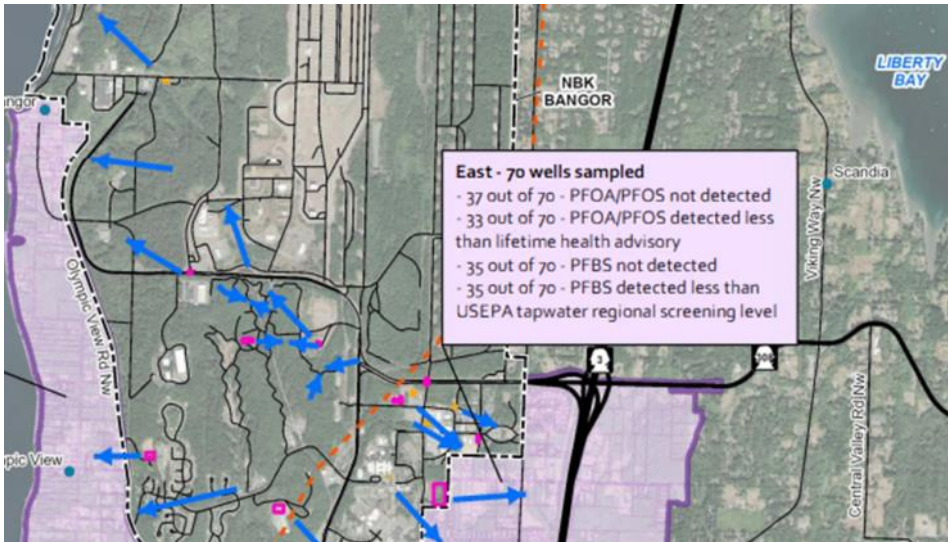 LIBERTY
BAY
NBK
BANGOR
East - 70 wells sampled
- 37 out of 70 - PFOA/PFOS not detected
- 33 out of 70 - PFOA/PFOS detected less
than lifetime health advisory
- 35 out of 70 - PFBS not detected
- 35 out of 70 - PFBS detected less than
USEPA tapwater regional screening level
Scandia
Viking Way Nw
angor
Olympic View Rd Nw
3
308
Central Valley Rd Nw
pic View